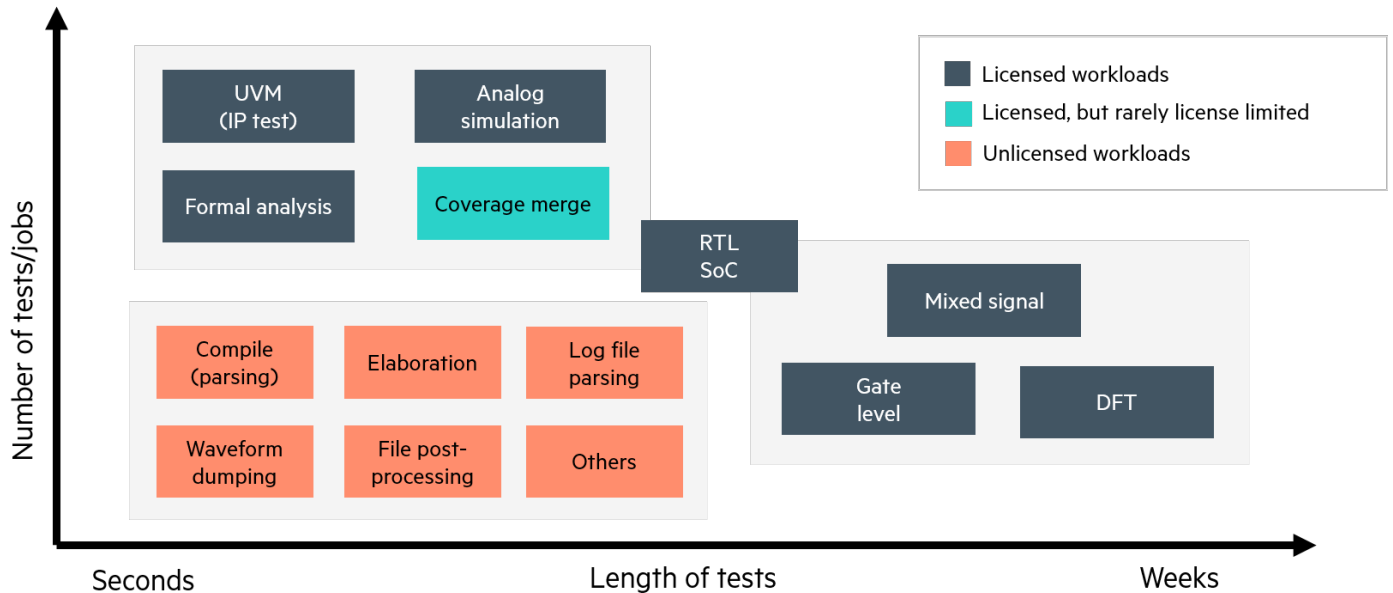 UVM
(IP test)
Analog
simulation
Formal analysis
Coverage merge
Licensed workloads
Licensed, but rarely license limited
Unlicensed workloads
RTL
SoC
Mixed signal
Gate
level
DFT
Compile
(parsing)
Elaboration
Log file
parsing
Waveform
dumping
File post-
processing
Others
Number of tests/jobs
Seconds
Length of tests
Weeks